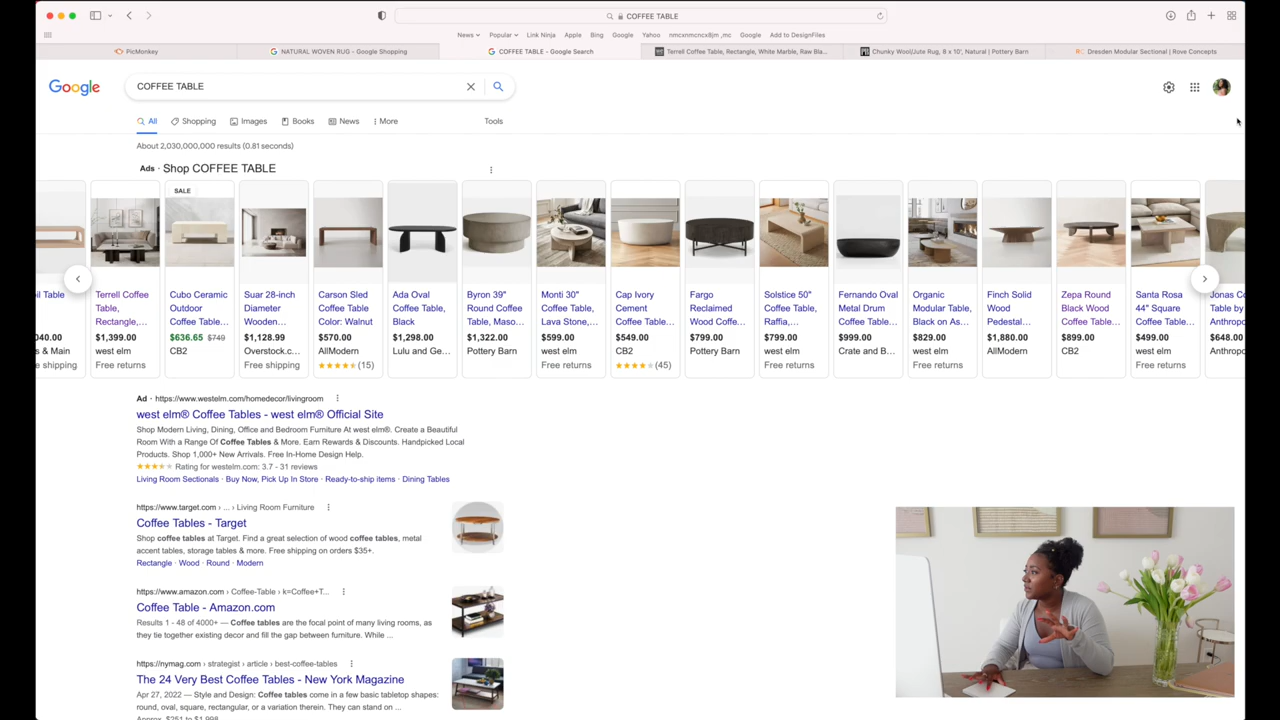 COFFEE TABLE
News
Popular
Link Ninja
Apple
Bing
Google
Yahoo
nmcxnmcncx8jm ,mc
Google
Add to DesignFiles
PicMonkey
NATURAL WOVEN RUG - Google Shopping
COFFEE TABLE - Google Search
Terrell Coffee Table, Rectangle, White Marble, Raw Bla...
Chunky Wool/Jute Rug, 8 x 10', Natural | Pottery Barn
Dresden Modular Sectional | Rove Concepts
Google
COFFEE TABLE
All
Shopping
Images
Books
News
More
Tools
About 2,030,000,000 results (0.81 seconds)
Ads · Shop COFFEE TABLE
Table
040.00
s & Main
e shipping
Terrell Coffee
Table,
Rectangle,...
$1,399.00
west elm
Free returns
SALE
Cubo Ceramic
Outdoor
Coffee Table...
$636.65 $749
CB2
Suar 28-inch
Diameter
Wooden...
$1,128.99
Overstock.c...
Free shipping
Carson Sled
Coffee Table
Color: Walnut
$570.00
AllModern
(15)
Ada Oval
Coffee Table,
Black
$1,298.00
Lulu and Ge...
Byron 39"
Round Coffee
Table, Maso...
$1,322.00
Pottery Barn
Monti 30"
Coffee Table,
Lava Stone,...
$599.00
west elm
Free returns
Cap Ivory
Cement
Coffee Table...
$549.00
CB2
(45)
Fargo
Reclaimed
Wood Coffe...
$799.00
Pottery Barn
Solstice 50"
Coffee Table,
Raffia,...
$799.00
west elm
Free returns
Fernando Oval
Metal Drum
Coffee Table...
$999.00
Crate and B...
Organic
Modular Table,
Black on As...
$829.00
west elm
Free returns
Finch Solid
Wood
Pedestal...
$1,880.00
AllModern
Zepa Round
Black Wood
Coffee Table...
$899.00
CB2
Santa Rosa
44" Square
Coffee Table...
$499.00
west elm
Free returns
Jonas Co
Table by
Anthropo
$648.00
Anthropo
Ad · https://www.westelm.com/homedecor/livingroom
west elm® Coffee Tables - west elm® Official Site
Shop Modern Living, Dining, Office and Bedroom Furniture At west elm®. Create a Beautiful
Room With a Range Of Coffee Tables & More. Earn Rewards & Discounts. Handpicked Local
Products. Shop 1,000+ New Arrivals. Free In-Home Design Help.
Rating for westelm.com: 3.7 - 31 reviews
Living Room Sectionals · Buy Now, Pick Up In Store · Ready-to-ship items · Dining Tables
https://www.target.com › ... › Living Room Furniture
Coffee Tables - Target
Shop coffee tables at Target. Find a great selection of wood coffee tables, metal
accent tables, storage tables & more. Free shipping on orders $35+.
Rectangle · Wood · Round · Modern
https://www.amazon.com › Coffee-Table › k=Coffee+T...
Coffee Table - Amazon.com
Results 1 - 48 of 4000+ — Coffee tables are the focal point of many living rooms, as
they tie together existing decor and fill the gap between furniture. While ...
https://nymag.com › strategist › article › best-coffee-tables
The 24 Very Best Coffee Tables - New York Magazine
Apr 27, 2022 — Style and Design: Coffee tables come in a few basic tabletop shapes:
round, oval, square, rectangular, or a variation therein. They can stand on ...
Approx. $251 to $1,998